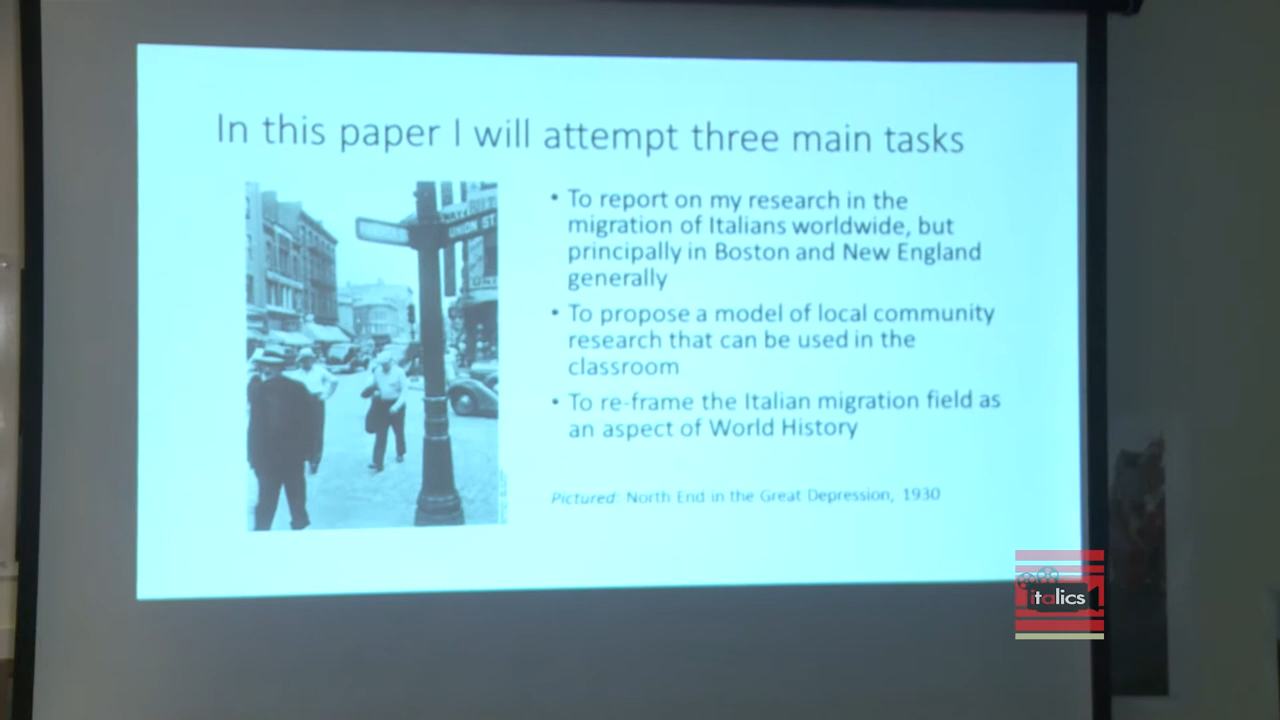 In this paper I will attempt three main tasks
• To report on my research in the
migration of Italians worldwide, but
principally in Boston and New England
generally
• To propose a model of local community
research that can be used in the
classroom
• To re-frame the Italian migration field as
an aspect of World History
Pictured: North End in the Great Depression, 1930
UNION ST
italics